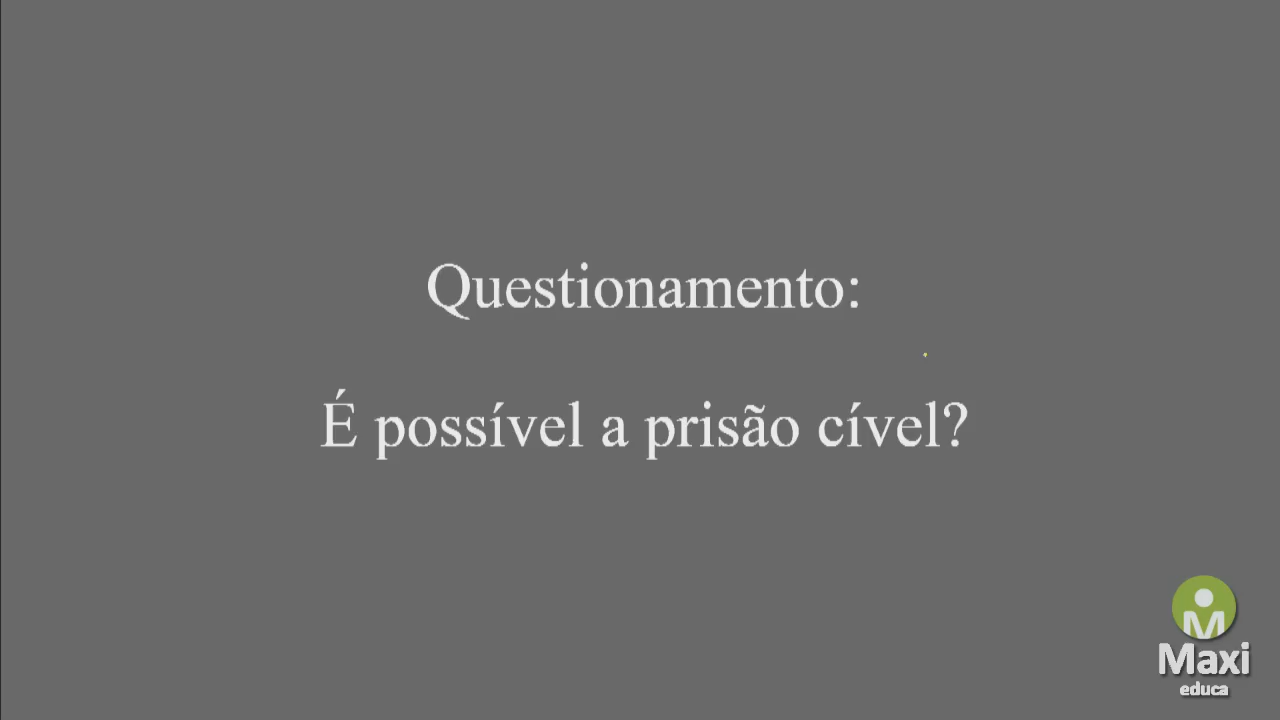 Questionamento:
É possível a prisão cível?
M
Maxi
educa